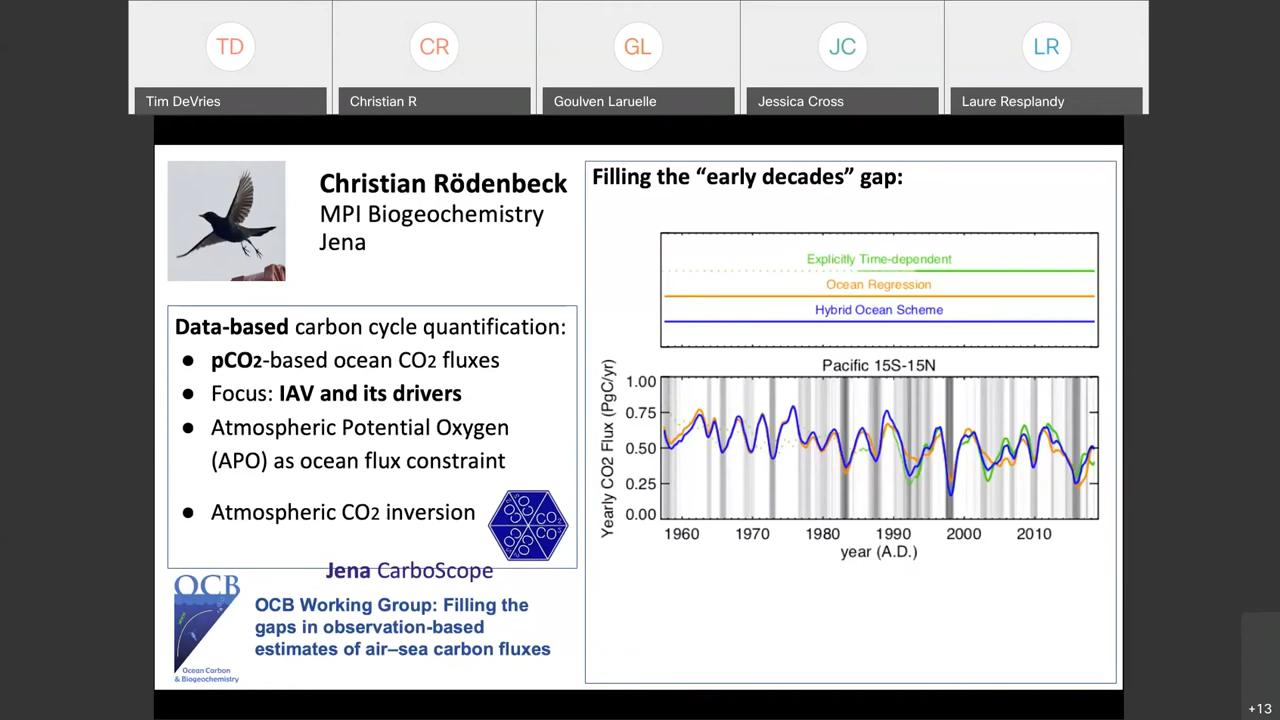 TD
CR
GL
JC
LR
Tim DeVries
Christian R
Goulven Laruelle
Jessica Cross
Laure Resplandy
Christian Rödenbeck
MPI Biogeochemistry
Jena
Data-based carbon cycle quantification:
● pCO2-based ocean CO2 fluxes
● Focus: IAV and its drivers
● Atmospheric Potential Oxygen
(APO) as ocean flux constraint
● Atmospheric CO2 inversion
Jena CarboScope
OCB
Ocean Carbon
& Biogeochemistry
OCB Working Group: Filling the
gaps in observation-based
estimates of air–sea carbon fluxes
Filling the “early decades” gap:
Explicitly Time-dependent
Ocean Regression
Hybrid Ocean Scheme
Pacific 15S-15N
Yearly CO2 Flux (PgC/yr)
1.00
0.75
0.50
0.25
0.00
1960 1970 1980 1990 2000 2010
year (A.D.)
+13